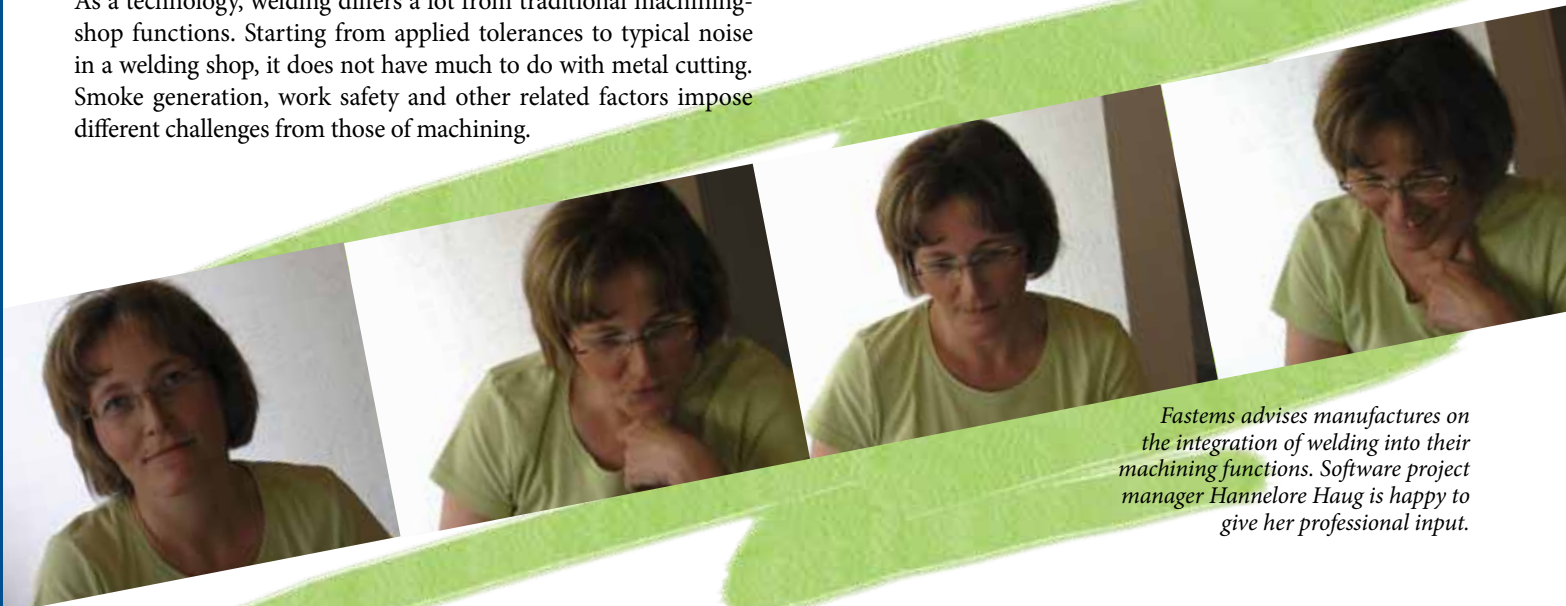 As a technology, welding differs a lot from traditional machining-
shop functions. Starting from applied tolerances to typical noise
in a welding shop, it does not have much to do with metal cutting.
Smoke generation, work safety and other related factors impose
different challenges from those of machining.
Fastems advises manufactures on
the integration of welding into their
machining functions. Software project
manager Hannelore Haug is happy to
give her professional input.